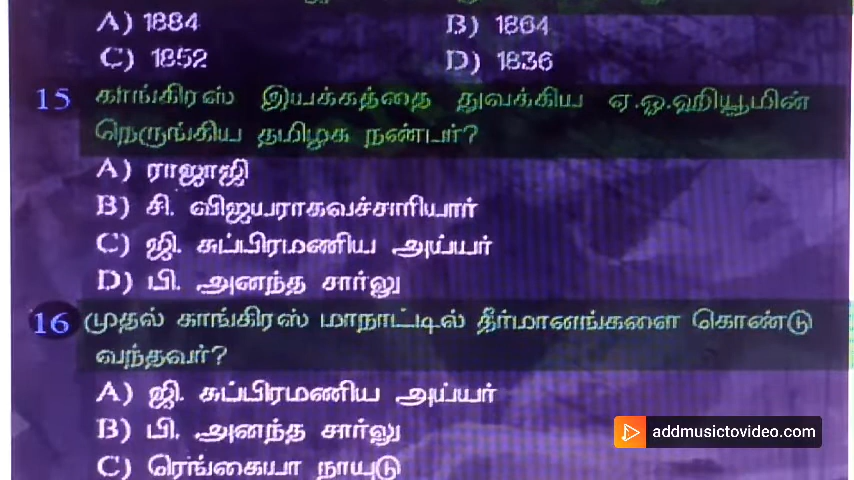 A) 1884 B) 1864
C) 1852 D) 1836
15 காங்கிரஸ் இயக்கத்தை துவக்கிய ஏ.ஓ.ஹியூமின்
நெருங்கிய தமிழக நண்பர்?
A) ராஜாஜி
B) சி. விஜயராகவச்சாரியார்
C) ஜி. சுப்பிரமணிய அய்யர்
D) பி. அனந்த சார்லு
16 முதல் காங்கிரஸ் மாநாட்டில் தீர்மானங்களை கொண்டு
வந்தவர்?
A) ஜி. சுப்பிரமணிய அய்யர்
B) பி. அனந்த சார்லு
addmusictovideo.com
C) ரெங்கையா நாயுடு